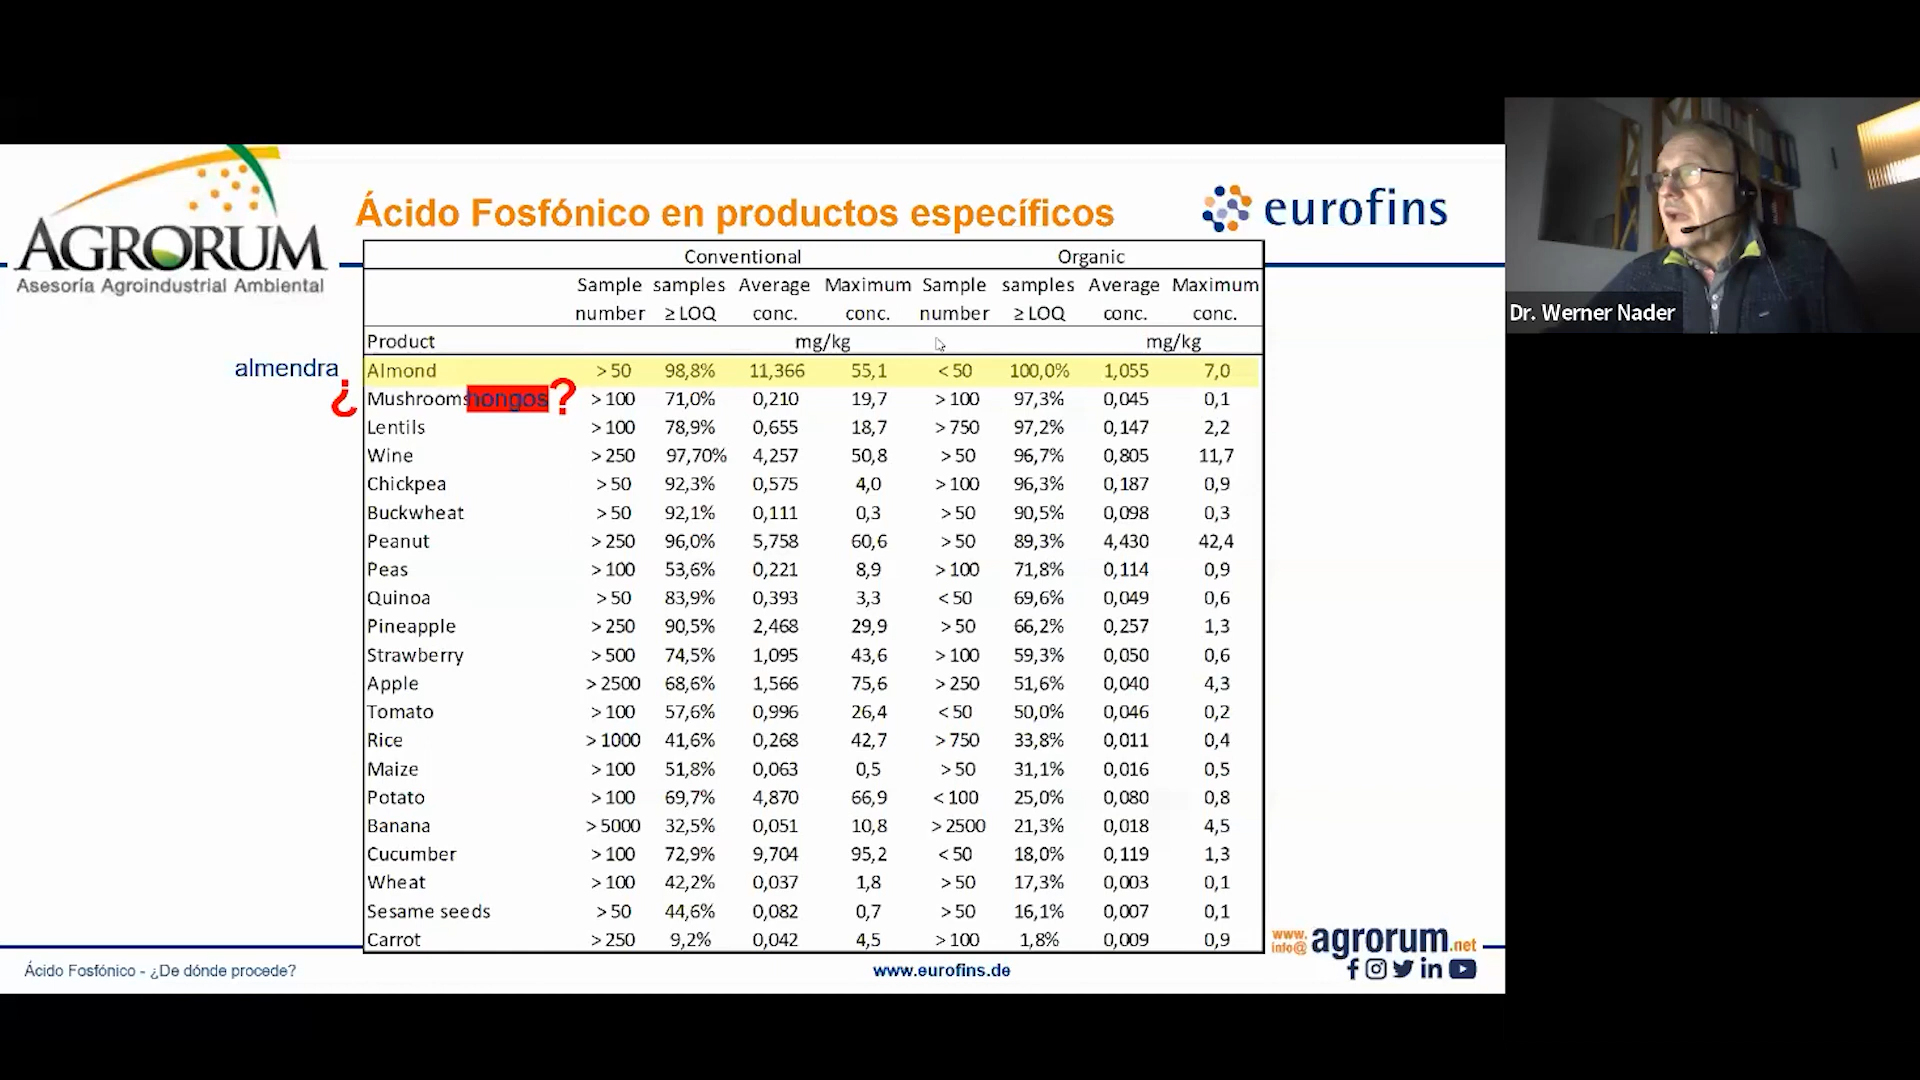 AGRORUM
Asesoría Agroindustrial Ambiental
Ácido Fosfónico en productos específicos
eurofins
Dr. Werner Nader
Conventional Organic
Sample samples Average Maximum Sample samples Average Maximum
number ≥ LOQ conc. conc. number ≥ LOQ conc. conc.
Product mg/kg mg/kg
almendra Almond > 50 98,8% 11,366 55,1 < 50 100,0% 1,055 7,0
¿ Mushrooms hongos ? > 100 71,0% 0,210 19,7 > 100 97,3% 0,045 0,1
Lentils > 100 78,9% 0,655 18,7 > 750 97,2% 0,147 2,2
Wine > 250 97,70% 4,257 50,8 > 50 96,7% 0,805 11,7
Chickpea > 50 92,3% 0,575 4,0 > 100 96,3% 0,187 0,9
Buckwheat > 50 92,1% 0,111 0,3 > 50 90,5% 0,098 0,3
Peanut > 250 96,0% 5,758 60,6 > 50 89,3% 4,430 42,4
Peas > 100 53,6% 0,221 8,9 > 100 71,8% 0,114 0,9
Quinoa > 50 83,9% 0,393 3,3 < 50 69,6% 0,049 0,6
Pineapple > 250 90,5% 2,468 29,9 > 50 66,2% 0,257 1,3
Strawberry > 500 74,5% 1,095 43,6 > 100 59,3% 0,050 0,6
Apple > 2500 68,6% 1,566 75,6 > 250 51,6% 0,040 4,3
Tomato > 100 57,6% 0,996 26,4 < 50 50,0% 0,046 0,2
Rice > 1000 41,6% 0,268 42,7 > 750 33,8% 0,011 0,4
Maize > 100 51,8% 0,063 0,5 > 50 31,1% 0,016 0,5
Potato > 100 69,7% 4,870 66,9 < 100 25,0% 0,080 0,8
Banana > 5000 32,5% 0,051 10,8 > 2500 21,3% 0,018 4,5
Cucumber > 100 72,9% 9,704 95,2 < 50 18,0% 0,119 1,3
Wheat > 100 42,2% 0,037 1,8 > 50 17,3% 0,003 0,1
Sesame seeds > 50 44,6% 0,082 0,7 > 50 16,1% 0,007 0,1
Carrot > 250 9,2% 0,042 4,5 > 100 1,8% 0,009 0,9
www. info@ agrorum.net
Ácido Fosfónico - ¿De dónde procede?
www.eurofins.de